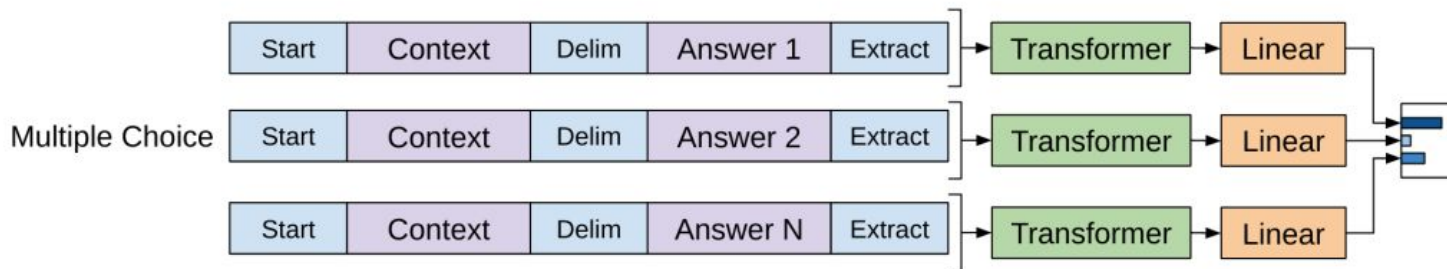 Start Context Delim Answer 1 Extract Transformer Linear
Multiple Choice Start Context Delim Answer 2 Extract Transformer Linear
Start Context Delim Answer N Extract Transformer Linear